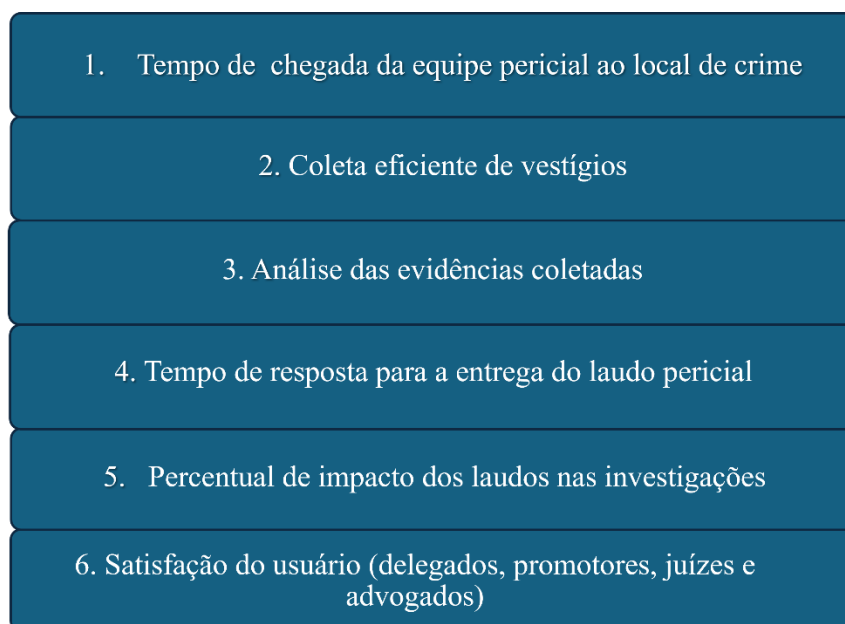 1. Tempo de chegada da equipe pericial ao local de crime
2. Coleta eficiente de vestígios
3. Análise das evidências coletadas
4. Tempo de resposta para a entrega do laudo pericial
5. Percentual de impacto dos laudos nas investigações
6. Satisfação do usuário (delegados, promotores, juízes e
advogados)